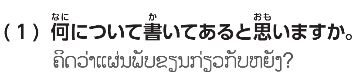 (1) 何について書いてあると思いますか。
ຄິດວ່າແຜ່ນພັບຂຽນກ່ຽວກັບຫຍັງ?